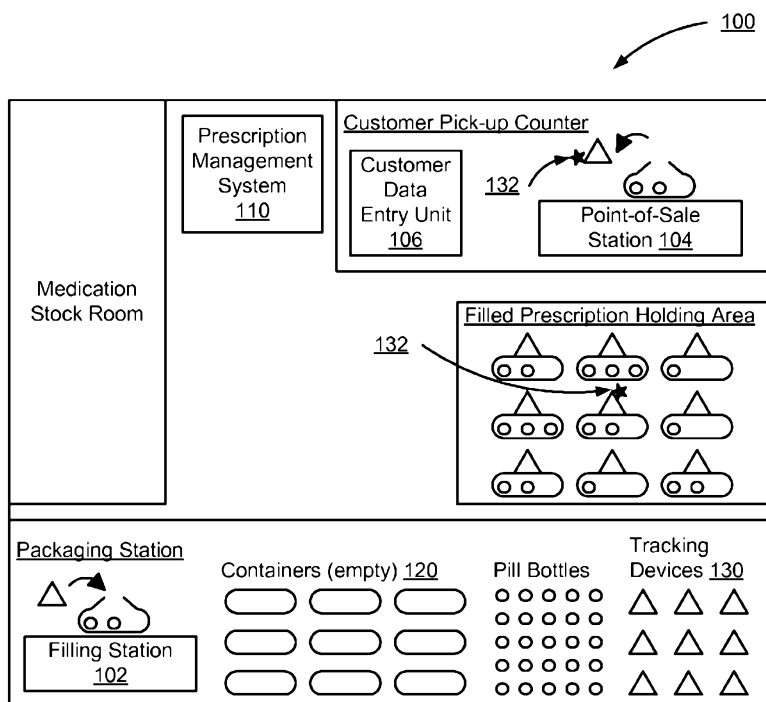 100
Customer Pick-up Counter
Prescription
Management
System
110
Customer
Data
Entry Unit
106
132
Point-of-Sale
Station 104
Medication
Stock Room
Filled Prescription Holding Area
132
Packaging Station
Containers (empty) 120
Pill Bottles
Tracking
Devices 130
Filling Station
102